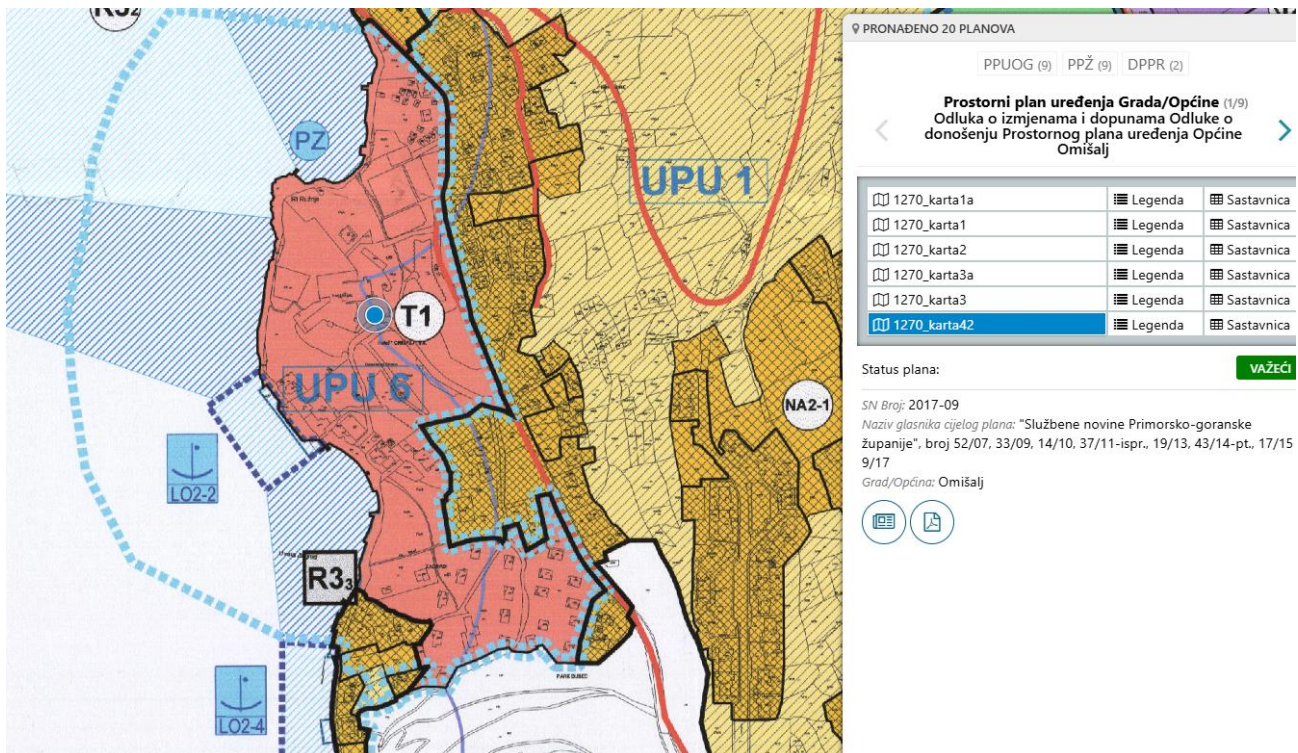 R3₂
PZ
UPU 1
T1
UPU 6
NA2-1
LO2-2
R3₃
LO2-4
PRONAĐENO 20 PLANOVA
PPUOG (9) PPŽ (9) DPPR (2)
Prostorni plan uređenja Grada/Općine (1/9)
Odluka o izmjenama i dopunama Odluke o
donošenju Prostornog plana uređenja Općine
Omišalj
1270_karta1a Legenda Sastavnica
1270_karta1 Legenda Sastavnica
1270_karta2 Legenda Sastavnica
1270_karta3a Legenda Sastavnica
1270_karta3 Legenda Sastavnica
1270_karta42 Legenda Sastavnica
Status plana: VAŽEĆI
SN Broj: 2017-09
Naziv glasnika cijelog plana: "Službene novine Primorsko-goranske
županije", broj 52/07, 33/09, 14/10, 37/11-ispr., 19/13, 43/14-pt., 17/15
9/17
Grad/Općina: Omišalj